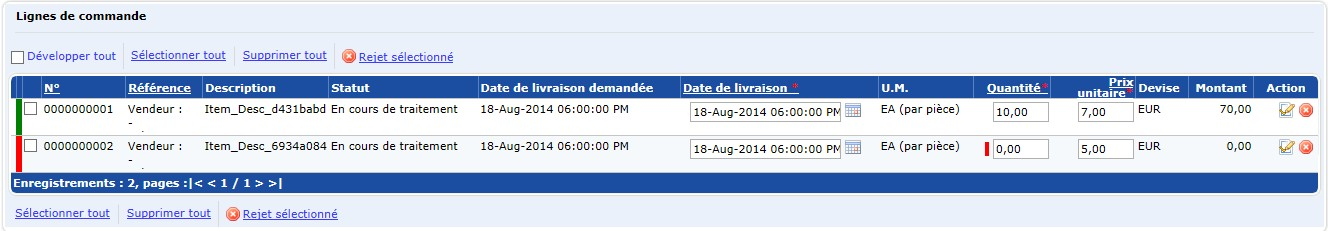 Lignes de commande
Développer tout Sélectionner tout Supprimer tout Rejet sélectionné
N° Référence Description Statut Date de livraison demandée Date de livraison * U.M. Quantité * Prix unitaire * Devise Montant Action
0000000001 Vendeur : Item_Desc_d431babd En cours de traitement 18-Aug-2014 06:00:00 PM 18-Aug-2014 06:00:00 PM EA (par pièce) 10,00 7,00 EUR 70,00
-
0000000002 Vendeur : Item_Desc_6934a084 En cours de traitement 18-Aug-2014 06:00:00 PM 18-Aug-2014 06:00:00 PM EA (par pièce) 0,00 5,00 EUR 0,00
-
Enregistrements : 2, pages :|< < 1 / 1 > >|
Sélectionner tout Supprimer tout Rejet sélectionné